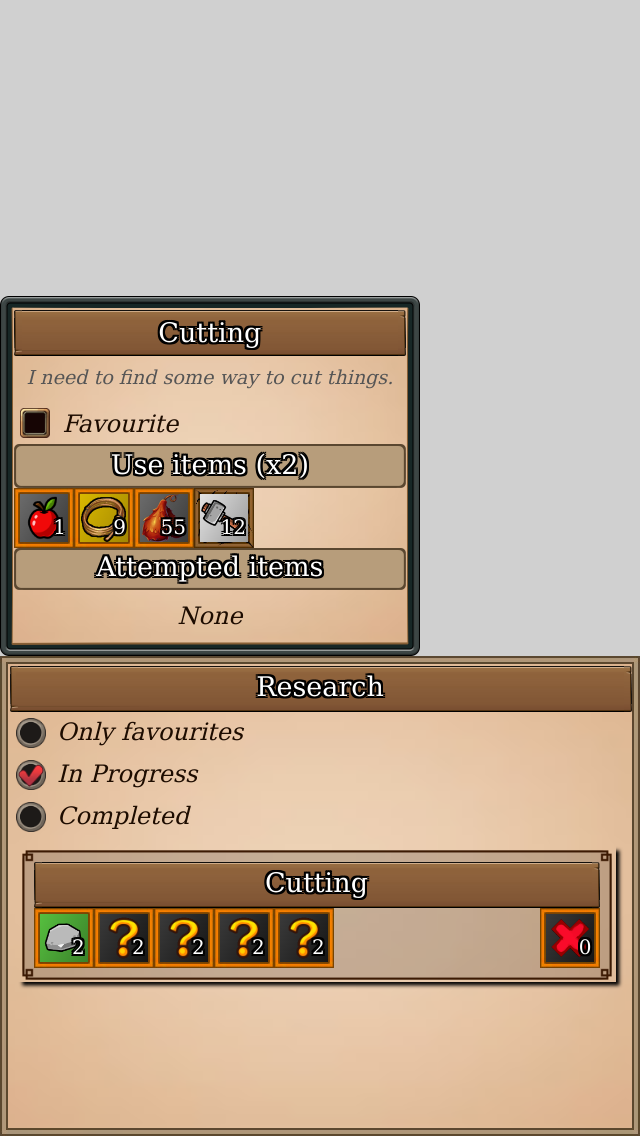 Cutting
I need to find some way to cut things.
Favourite
Use items (x2)
1 9 55 12
Attempted items
None
Research
Only favourites
In Progress
Completed
Cutting
2 ?2 ?2 ?2 ?2 0